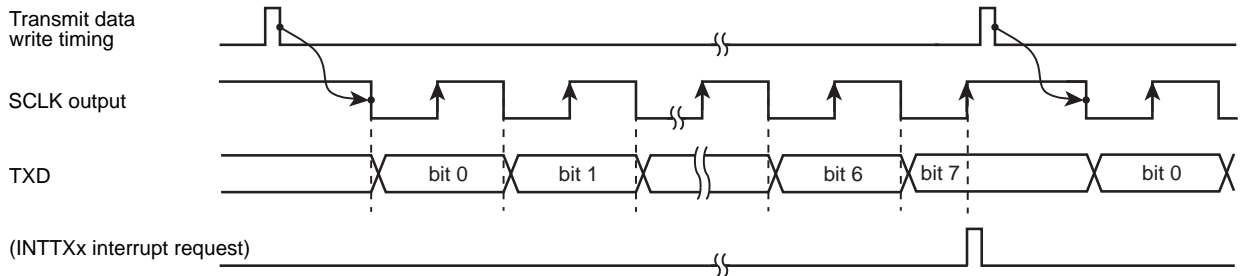 Transmit data
write timing
SCLK output
TXD
bit 0
bit 1
bit 6
bit 7
bit 0
(INTTXx interrupt request)